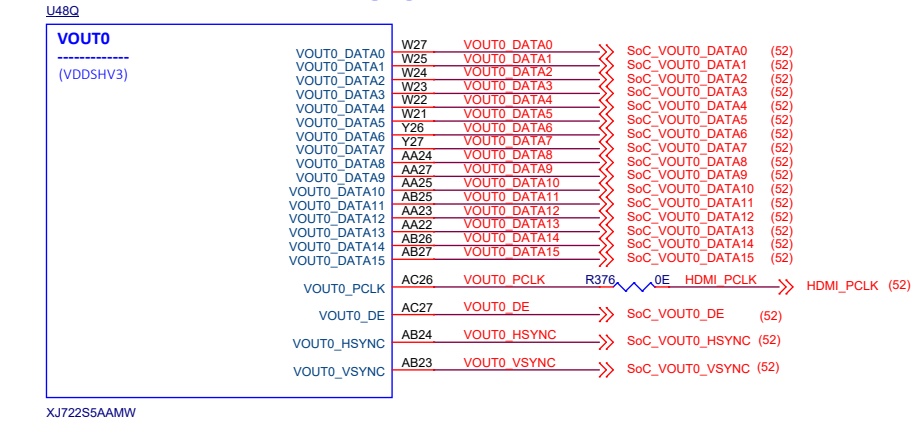 U48Q
VOUT0
-------------
(VDDSHV3)
VOUT0_DATA0 W27 VOUT0_DATA0 SoC_VOUT0_DATA0 (52)
VOUT0_DATA1 W25 VOUT0_DATA1 SoC_VOUT0_DATA1 (52)
VOUT0_DATA2 W24 VOUT0_DATA2 SoC_VOUT0_DATA2 (52)
VOUT0_DATA3 W23 VOUT0_DATA3 SoC_VOUT0_DATA3 (52)
VOUT0_DATA4 W22 VOUT0_DATA4 SoC_VOUT0_DATA4 (52)
VOUT0_DATA5 W21 VOUT0_DATA5 SoC_VOUT0_DATA5 (52)
VOUT0_DATA6 Y26 VOUT0_DATA6 SoC_VOUT0_DATA6 (52)
VOUT0_DATA7 Y27 VOUT0_DATA7 SoC_VOUT0_DATA7 (52)
VOUT0_DATA8 AA24 VOUT0_DATA8 SoC_VOUT0_DATA8 (52)
VOUT0_DATA9 AA27 VOUT0_DATA9 SoC_VOUT0_DATA9 (52)
VOUT0_DATA10 AA25 VOUT0_DATA10 SoC_VOUT0_DATA10 (52)
VOUT0_DATA11 AB25 VOUT0_DATA11 SoC_VOUT0_DATA11 (52)
VOUT0_DATA12 AA23 VOUT0_DATA12 SoC_VOUT0_DATA12 (52)
VOUT0_DATA13 AA22 VOUT0_DATA13 SoC_VOUT0_DATA13 (52)
VOUT0_DATA14 AB26 VOUT0_DATA14 SoC_VOUT0_DATA14 (52)
VOUT0_DATA15 AB27 VOUT0_DATA15 SoC_VOUT0_DATA15 (52)
VOUT0_PCLK AC26 VOUT0_PCLK R376 0E HDMI_PCLK HDMI_PCLK (52)
VOUT0_DE AC27 VOUT0_DE SoC_VOUT0_DE (52)
VOUT0_HSYNC AB24 VOUT0_HSYNC SoC_VOUT0_HSYNC (52)
VOUT0_VSYNC AB23 VOUT0_VSYNC SoC_VOUT0_VSYNC (52)
XJ722S5AAMW